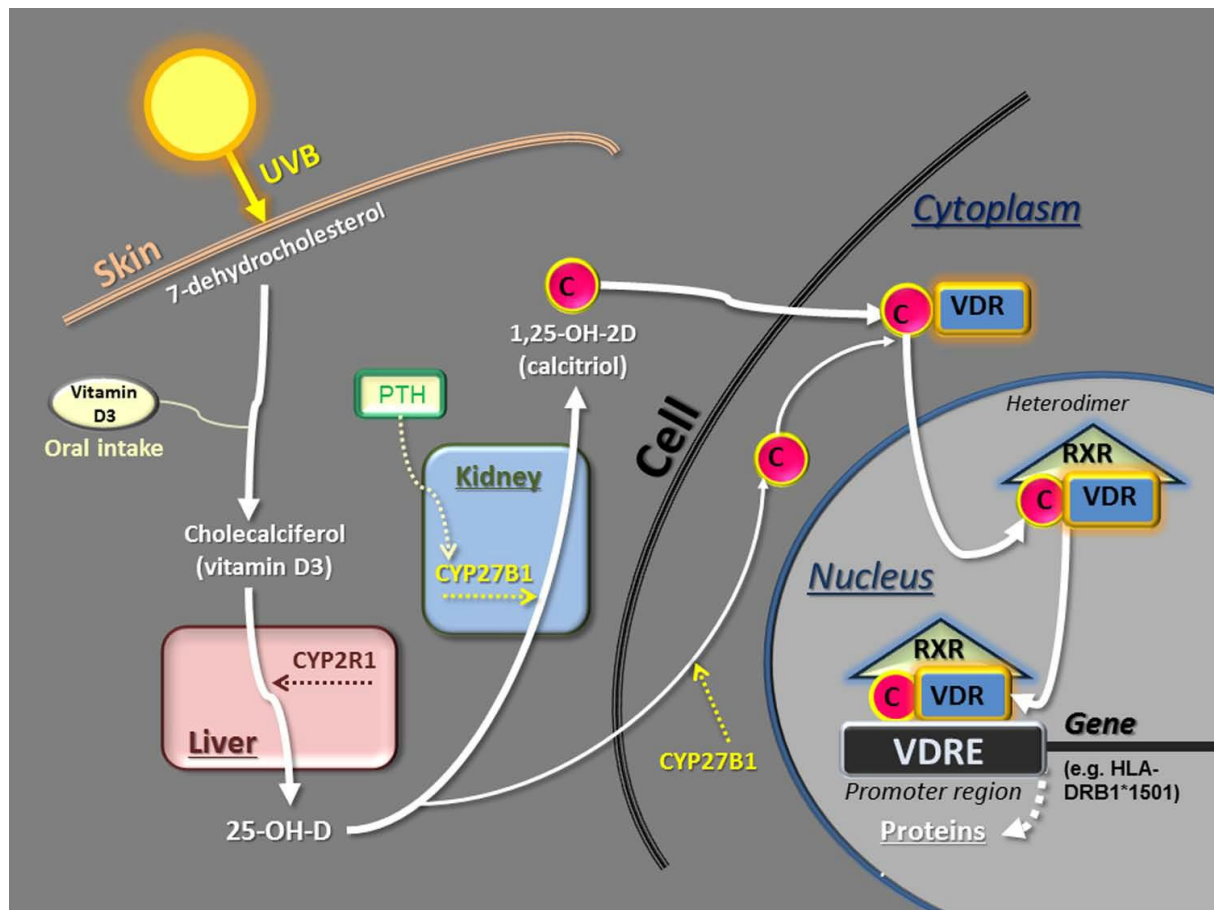 UVB
Skin
7-dehydrocholesterol
Vitamin
D3
Oral intake
Cholecalciferol
(vitamin D3)
CYP2R1
Liver
25-OH-D
PTH
Kidney
CYP27B1
C
1,25-OH-2D
(calcitriol)
Cell
C
CYP27B1
Cytoplasm
C
VDR
Heterodimer
RXR
C
VDR
Nucleus
RXR
C
VDR
VDRE
Gene
Promoter region
(e.g. HLA-
DRB1*1501)
Proteins